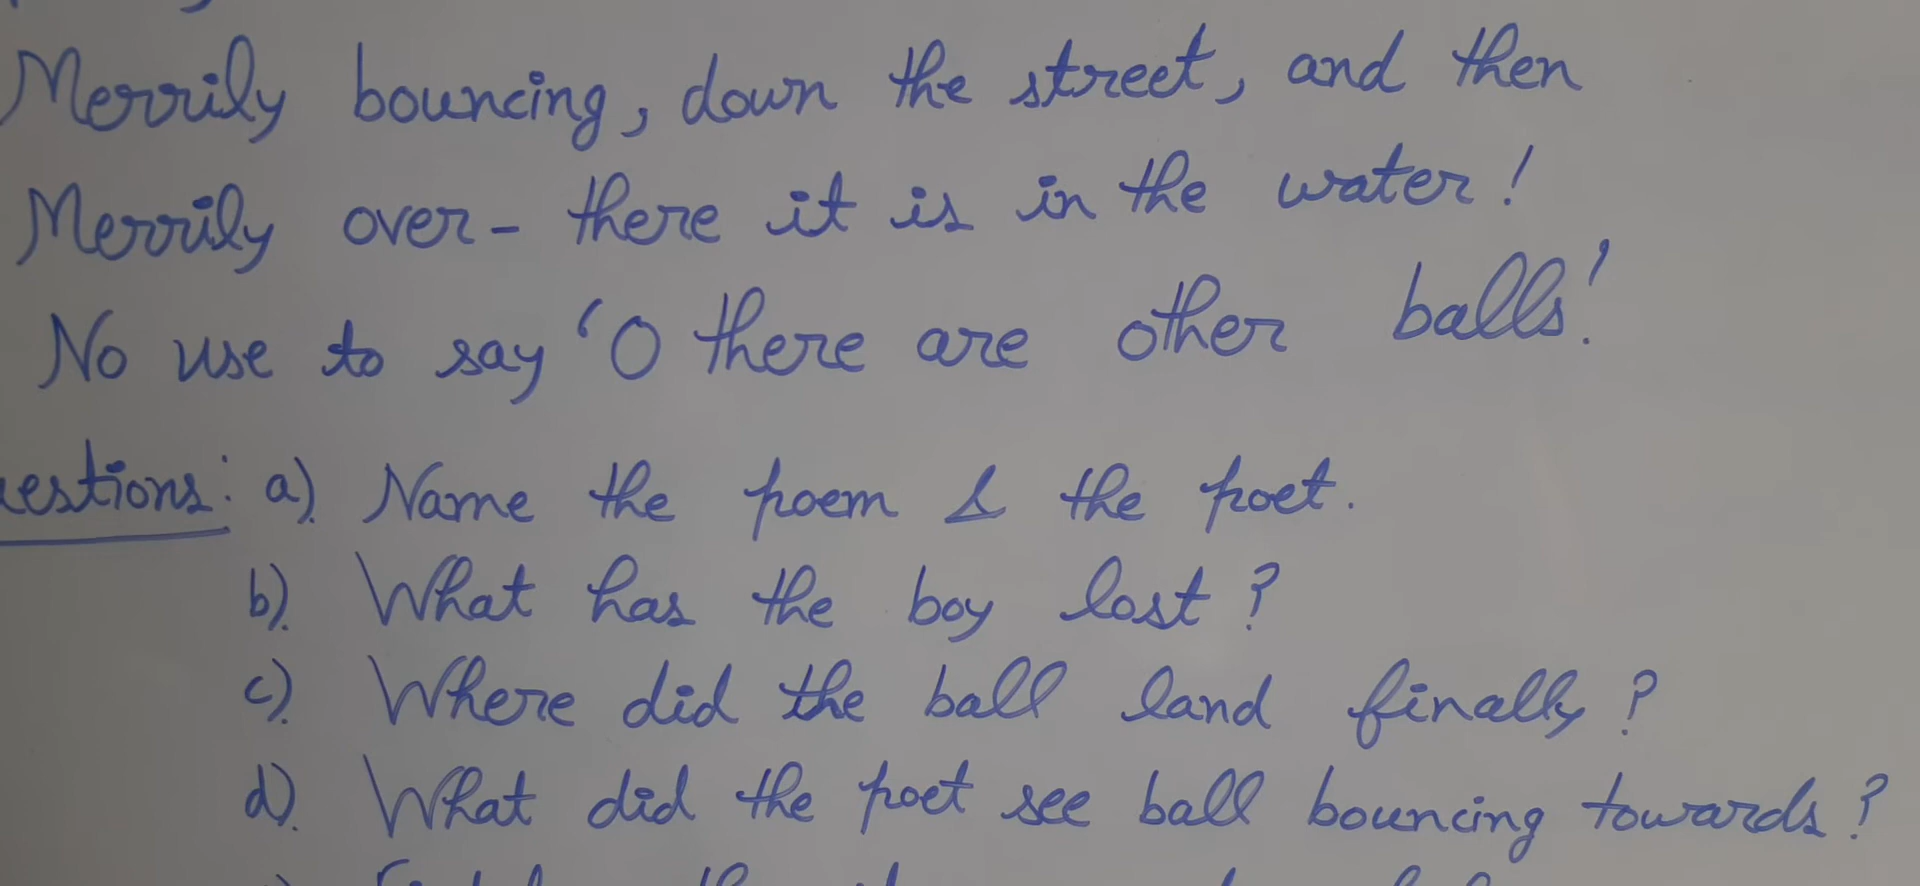 Merrily bouncing, down the street, and then
Merrily over- there it is in the water!
No use to say 'O there are other balls!'
estions: a). Name the poem & the poet.
b). What has the boy lost?
c). Where did the ball land finally?
d). What did the poet see ball bouncing towards?